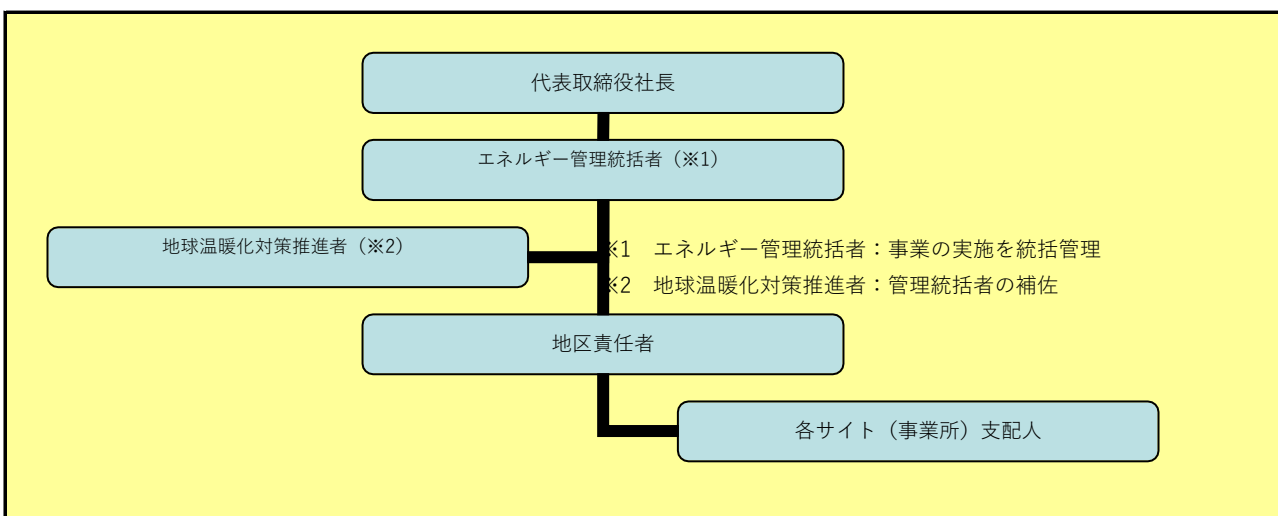 代表取締役社長
エネルギー管理統括者（※1）
地球温暖化対策推進者（※2）
※1　エネルギー管理統括者：事業の実施を統括管理
※2　地球温暖化対策推進者：管理統括者の補佐
地区責任者
各サイト（事業所）支配人